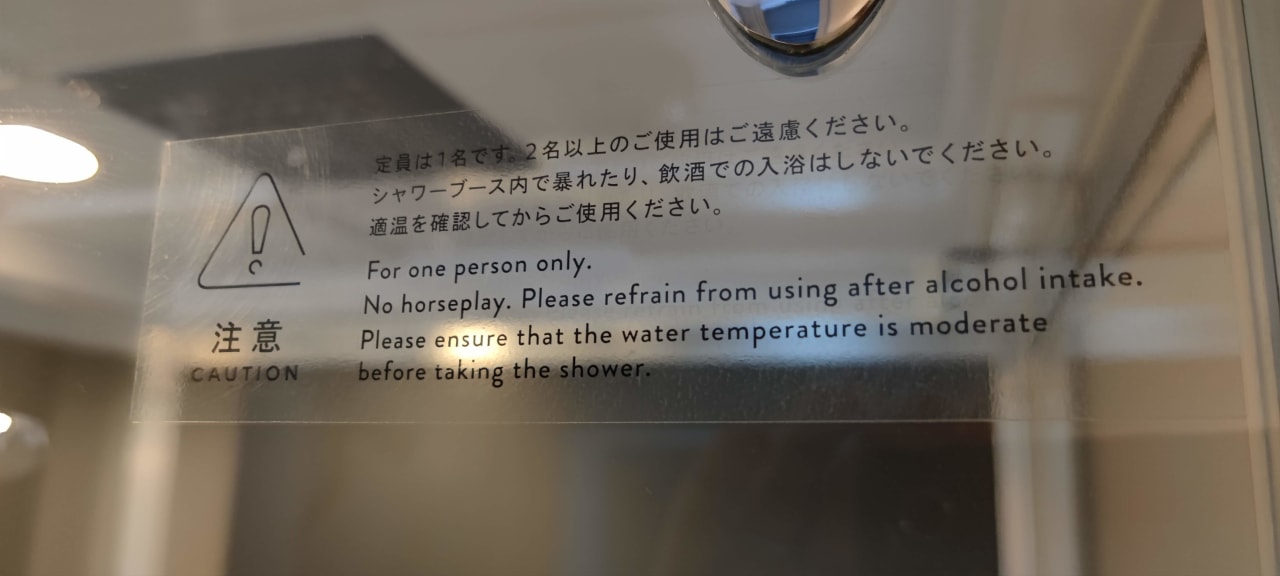 定員は1名です。2名以上のご使用はご遠慮ください。
シャワーブース内で暴れたり、飲酒での入浴はしないでください。
適温を確認してからご使用ください。
For one person only.
No horseplay. Please refrain from using after alcohol intake.
Please ensure that the water temperature is moderate
before taking the shower.
注意
CAUTION